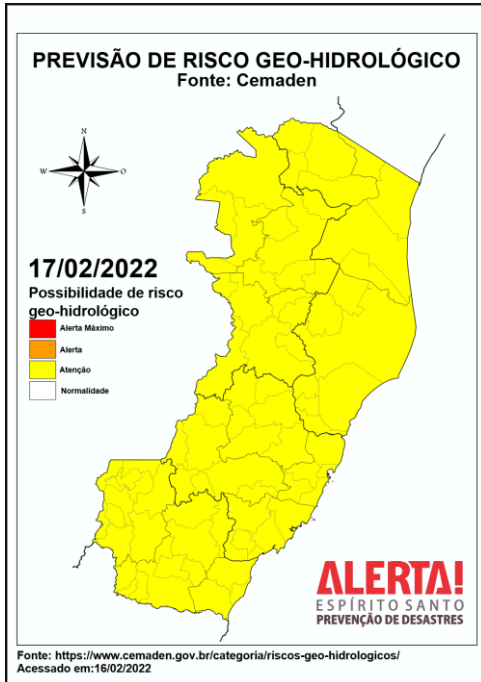 PREVISÃO DE RISCO GEO-HIDROLÓGICO
Fonte: Cemaden
N
W
O
S
17/02/2022
Possibilidade de risco
geo-hidrológico
Alerta Máximo
Alerta
Atenção
Normalidade
ALERTA!
ESPÍRITO SANTO
PREVENÇÃO DE DESASTRES
Fonte: https://www.cemaden.gov.br/categoria/riscos-geo-hidrologicos/
Acessado em:16/02/2022